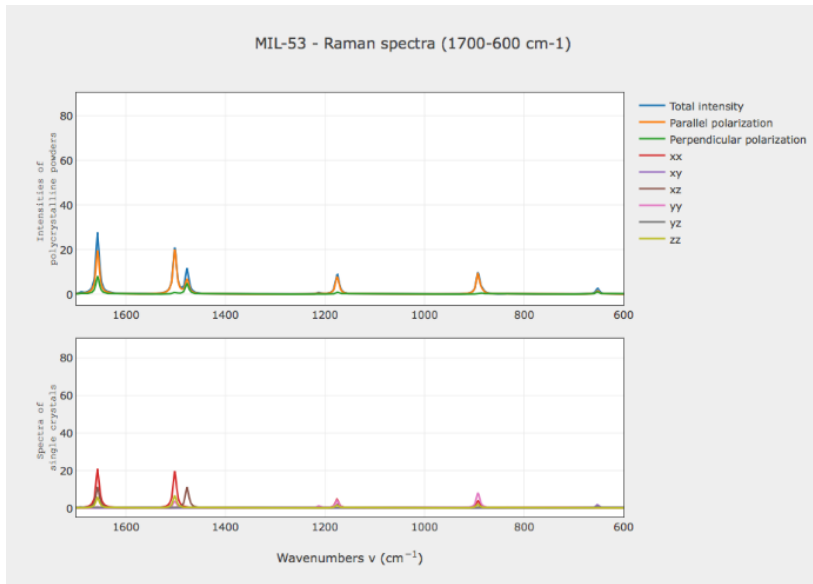 MIL-53 - Raman spectra (1700-600 cm-1)
Intensities of
polycrystalline powders
80
60
40
20
0
1600
1400
1200
1000
800
600
Total intensity
Parallel polarization
Perpendicular polarization
xx
xy
xz
yy
yz
zz
Spectra of
aingle crystals
80
60
40
20
0
1600
1400
1200
1000
800
600
Wavenumbers v (cm⁻¹)